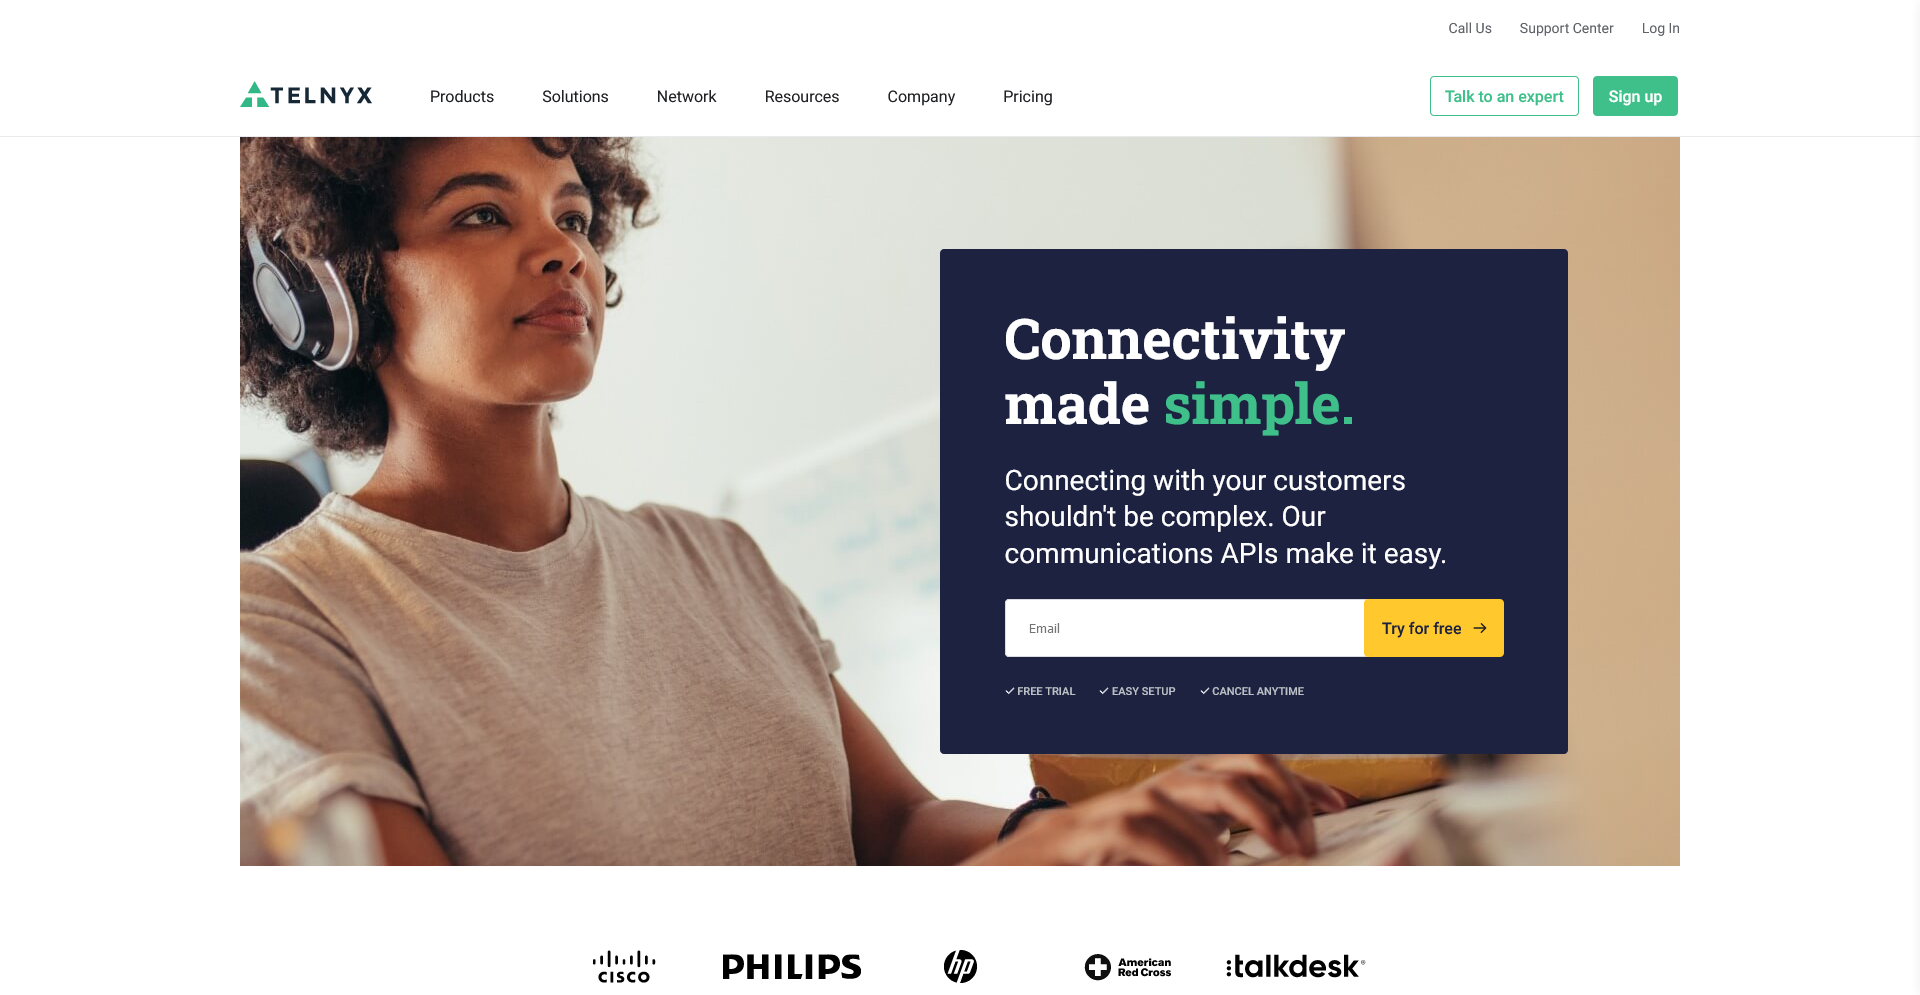 Call Us Support Center Log In
TELNYX Products Solutions Network Resources Company Pricing Talk to an expert Sign up
Connectivity
made simple.
Connecting with your customers
shouldn't be complex. Our
communications APIs make it easy.
Email Try for free →
✓ FREE TRIAL ✓ EASY SETUP ✓ CANCEL ANYTIME
CISCO PHILIPS hp American Red Cross :talkdesk®